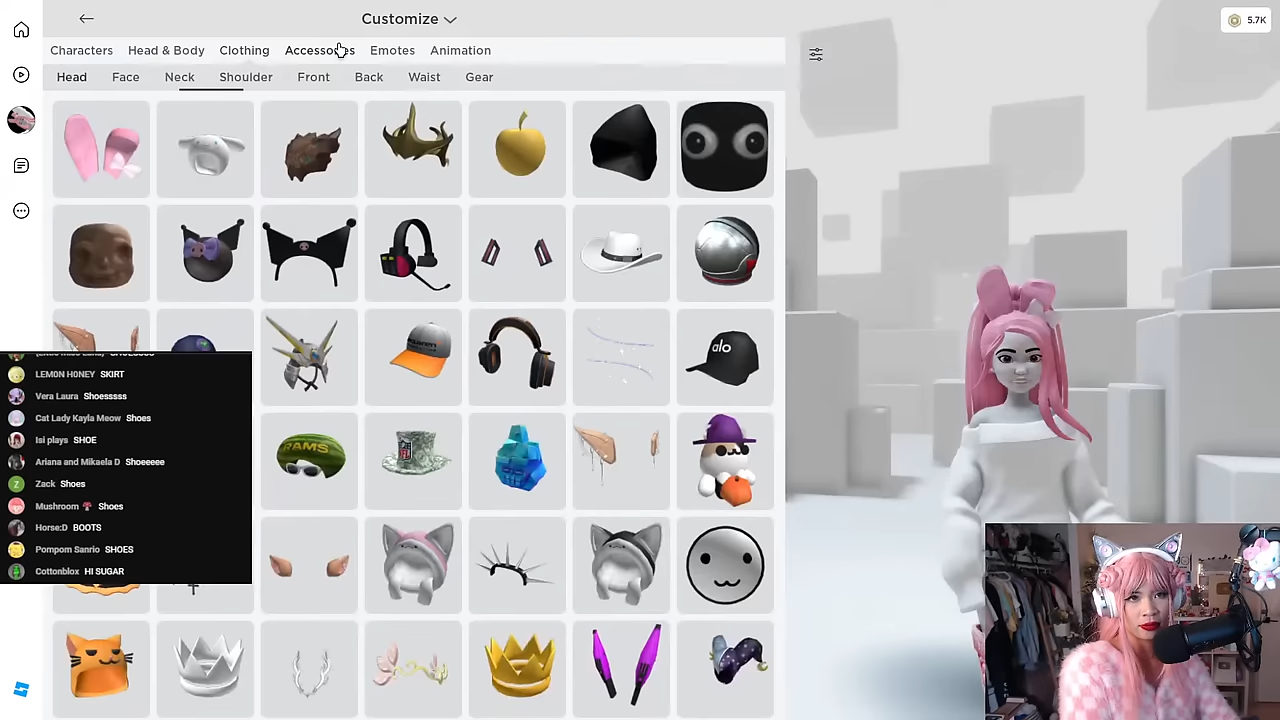 Customize
5.7K
Characters Head & Body Clothing Accessories Emotes Animation
Head Face Neck Shoulder Front Back Waist Gear
alo
RAMS
NFL
LEMON HONEY SKIRT
Vera Laura Shoesssss
Cat Lady Kayla Meow Shoes
Isi plays SHOE
Ariana and Mikaela D Shoeeeee
Z Zack Shoes
Mushroom Shoes
Horse:D BOOTS
Pompom Sanrio SHOES
Cottonblox HI SUGAR